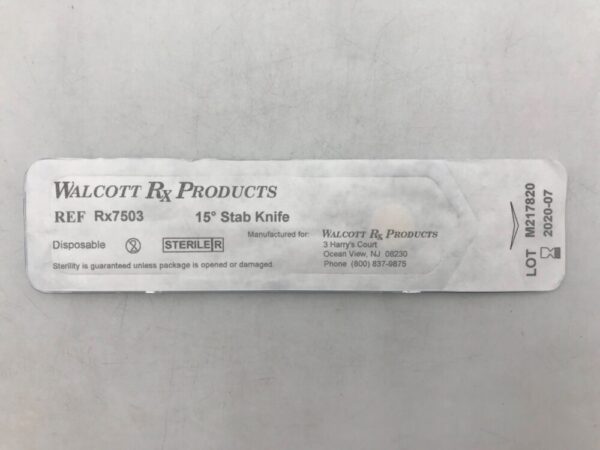 WALCOTT Rx PRODUCTS
REF Rx7503 15° Stab Knife
Disposable 2 STERILE R
Sterility is guaranteed unless package is opened or damaged.
Manufactured for: WALCOTT Rx PRODUCTS
3 Harry's Court
Ocean View, NJ 08230
Phone (800) 837-9875
LOT M217820
2020-07